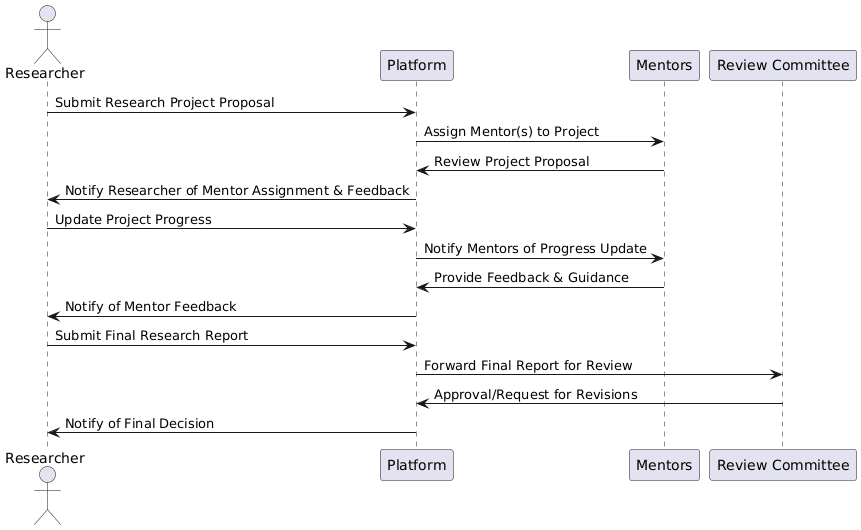 Researcher
Platform
Mentors
Review Committee
Submit Research Project Proposal
Assign Mentor(s) to Project
Review Project Proposal
Notify Researcher of Mentor Assignment & Feedback
Update Project Progress
Notify Mentors of Progress Update
Provide Feedback & Guidance
Notify of Mentor Feedback
Submit Final Research Report
Forward Final Report for Review
Approval/Request for Revisions
Notify of Final Decision
Researcher
Platform
Mentors
Review Committee